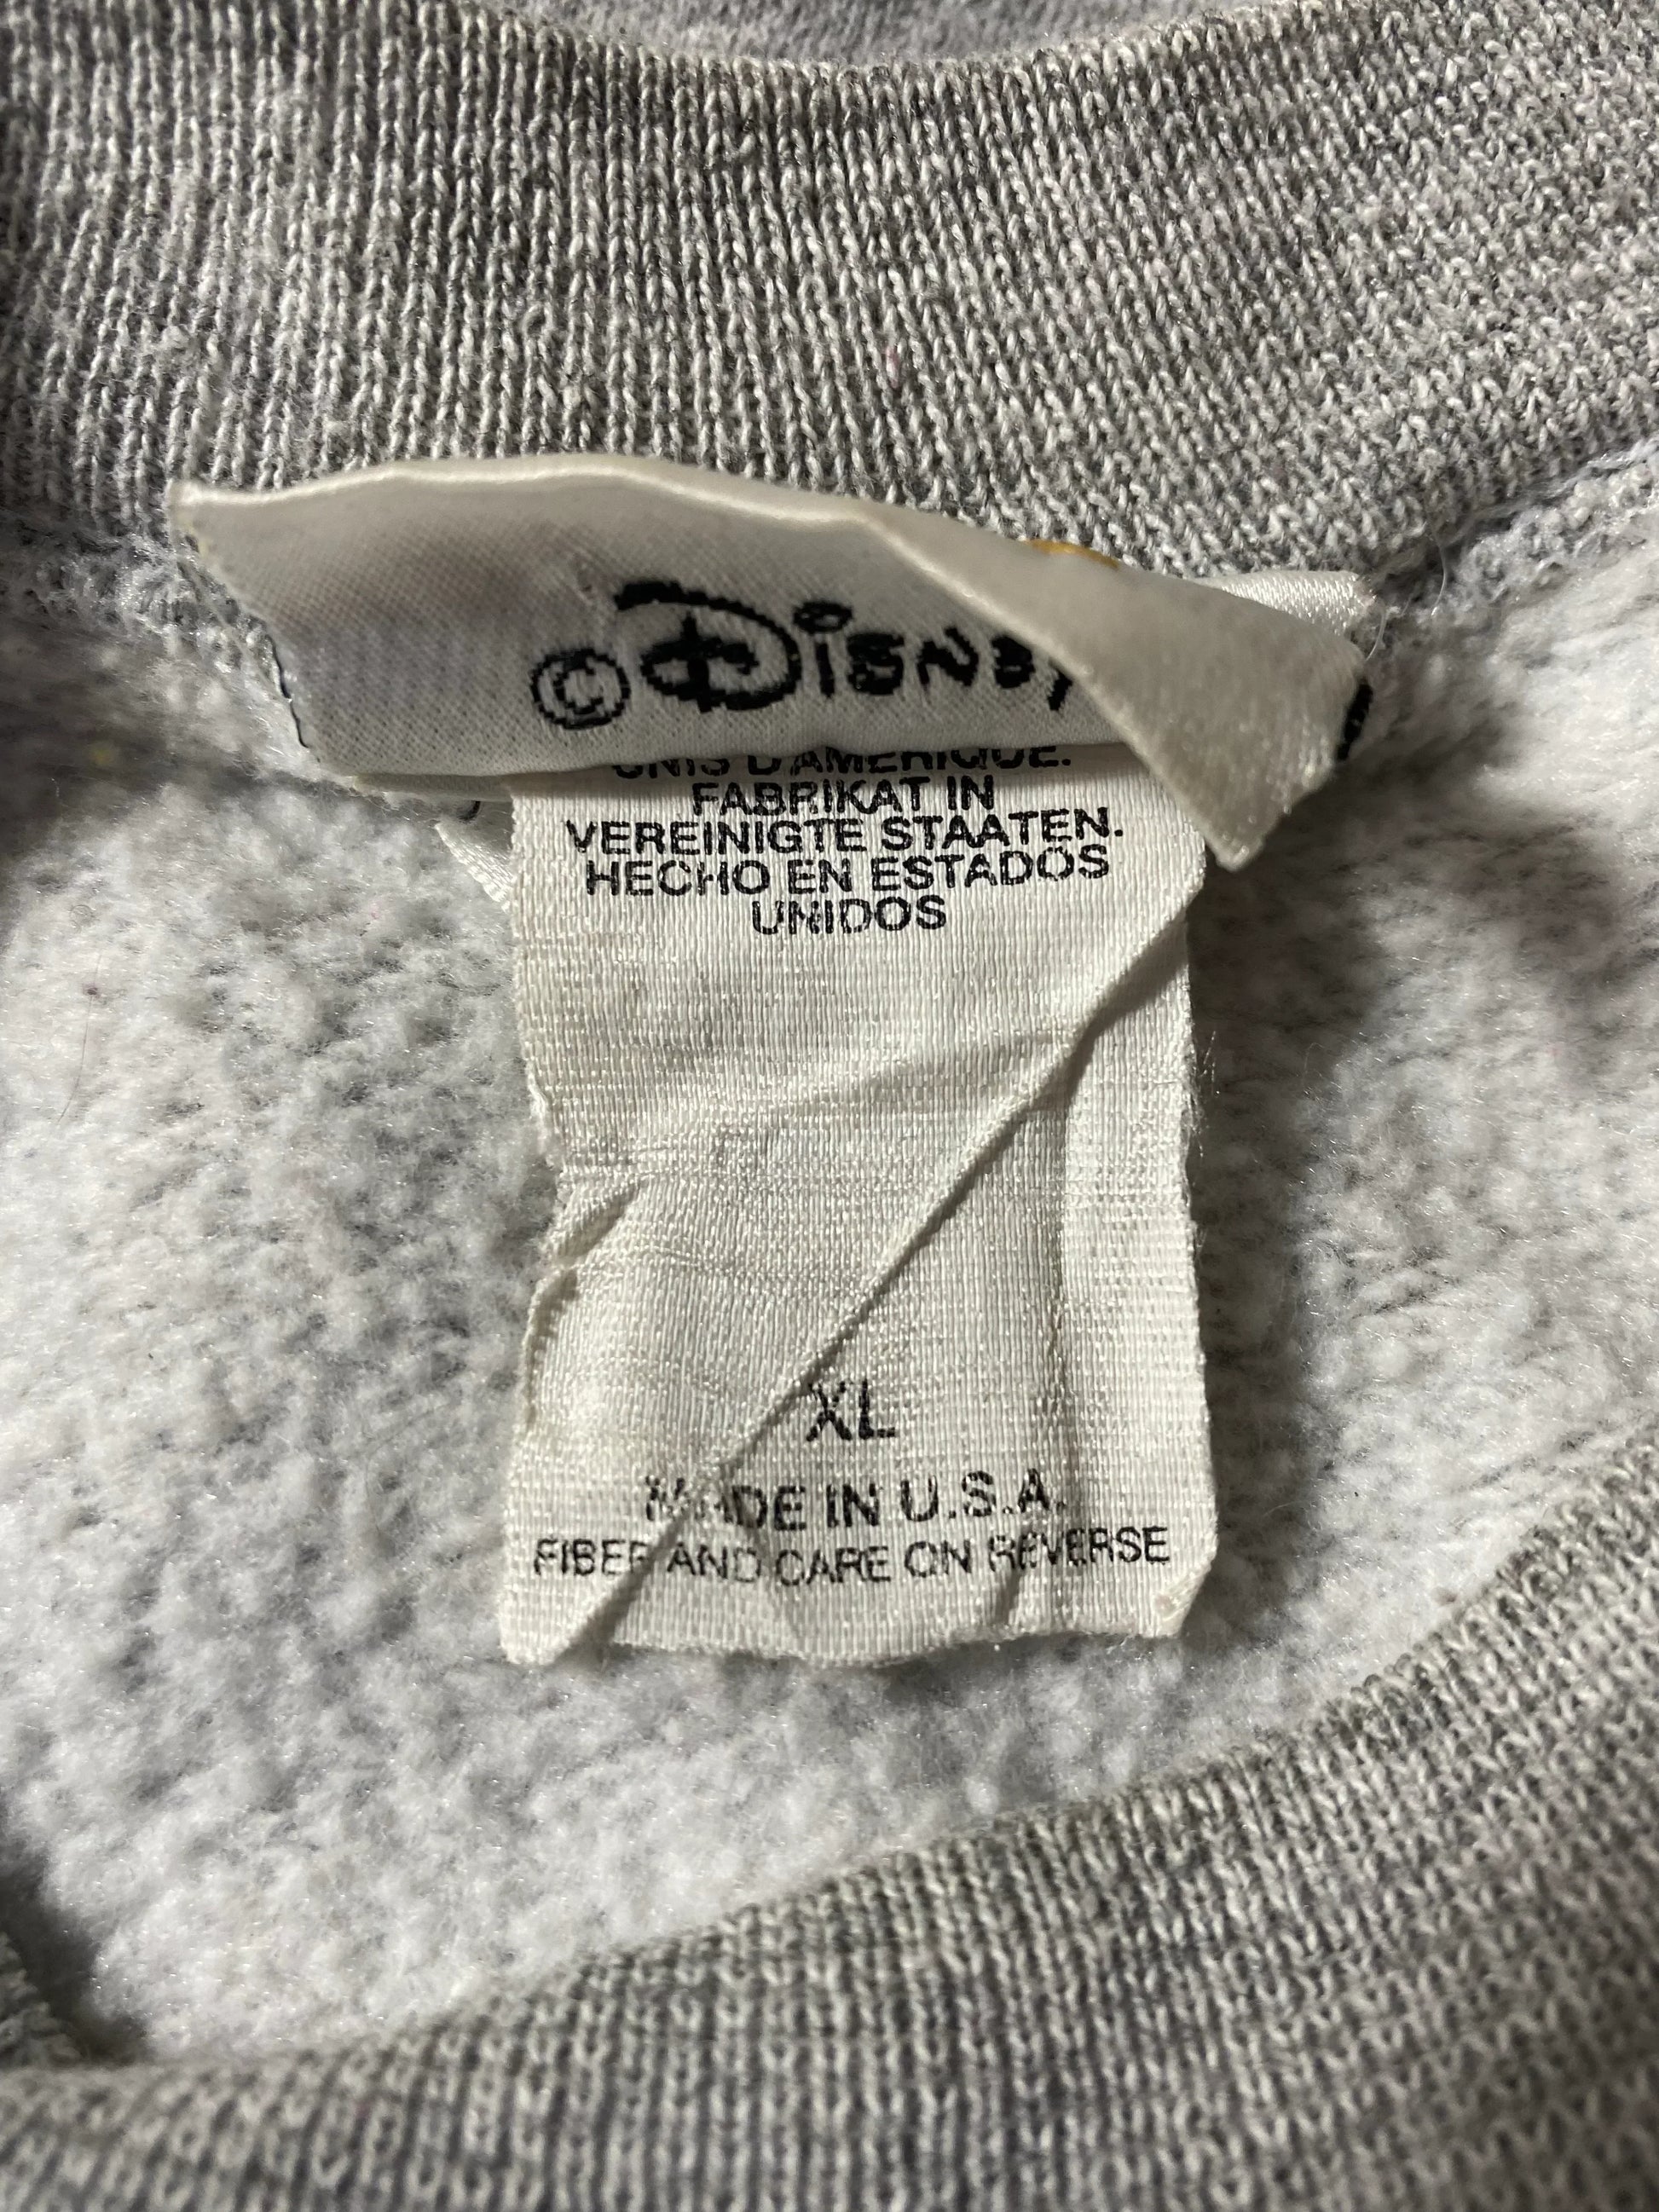 © Disney
UNIS D'AMERIQUE.
FABRIKAT IN
VEREINIGTE STAATEN.
HECHO EN ESTADOS
UNIDOS
XL
MADE IN U.S.A.
FIBER AND CARE ON REVERSE